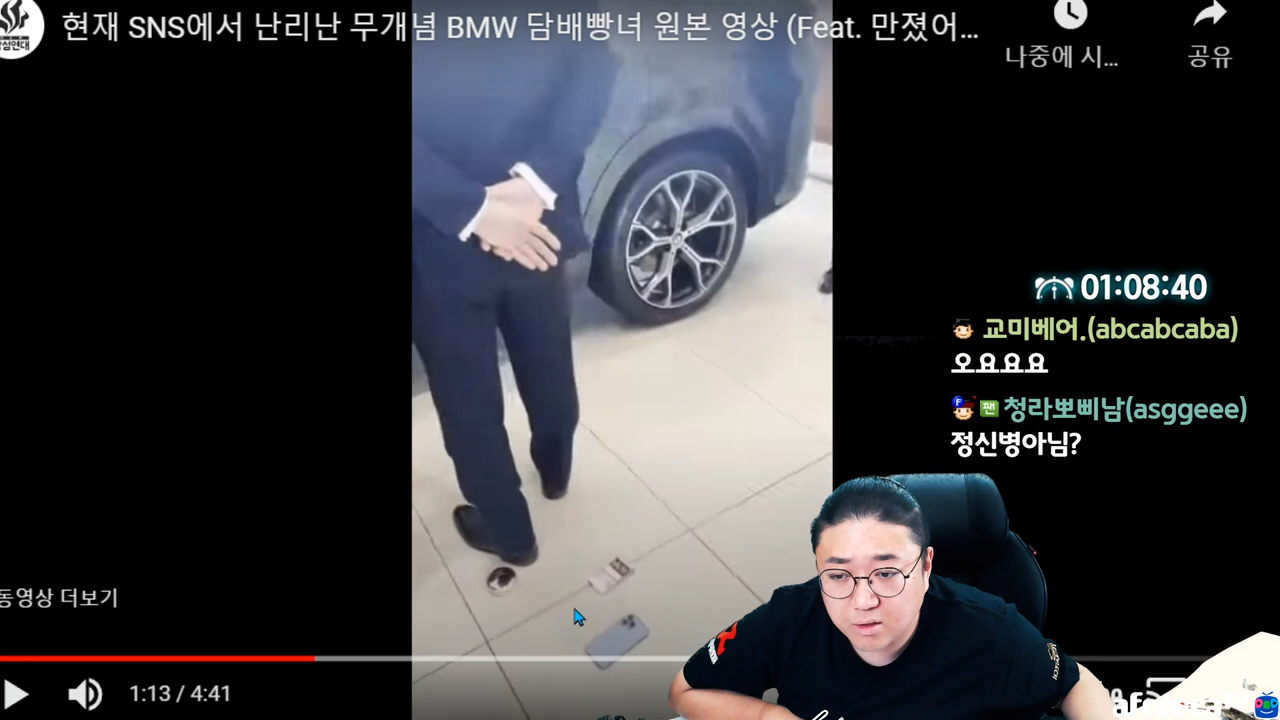 현재 SNS에서 난리난 무개념 BMW 담배빵녀 원본 영상 (Feat. 만졌어...
나중에 시...
공유
01:08:40
교미베어.(abcabcaba)
오요요요
팬 청라뽀삐남(asggeee)
정신병아님?
동영상 더보기
1:13 / 4:41